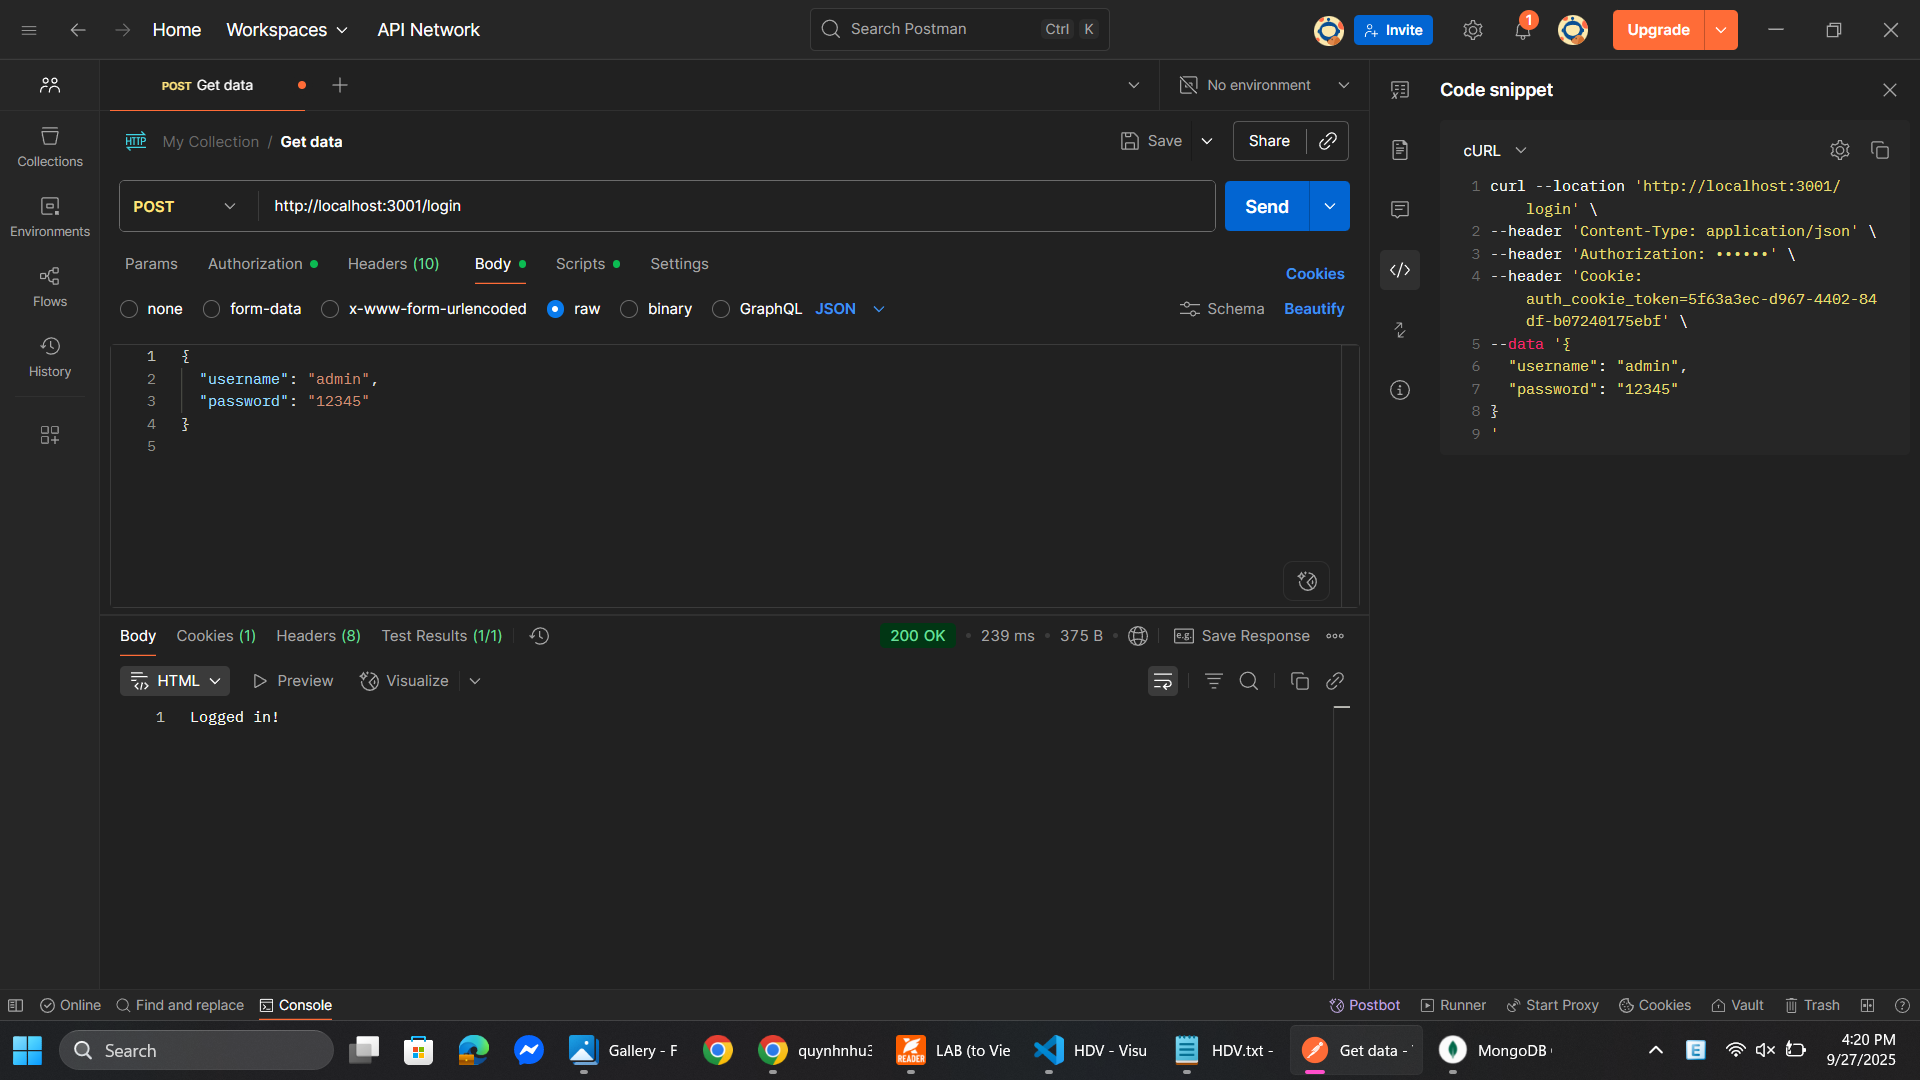 Home Workspaces API Network Search Postman Ctrl K Invite 1 Upgrade
POST Get data No environment
Collections
Environments
Flows
History
HTTP My Collection / Get data Save Share
POST http://localhost:3001/login Send
Params Authorization Headers (10) Body Scripts Settings Cookies
none form-data x-www-form-urlencoded raw binary GraphQL JSON Schema Beautify
1 {
2 "username": "admin",
3 "password": "12345"
4 }
5
Body Cookies (1) Headers (8) Test Results (1/1) 200 OK • 239 ms • 375 B • e.g. Save Response
HTML Preview Visualize
1 Logged in!
Code snippet
cURL
1 curl --location 'http://localhost:3001/
login' \
2 --header 'Content-Type: application/json' \
3 --header 'Authorization: ••••••' \
4 --header 'Cookie:
auth_cookie_token=5f63a3ec-d967-4402-84
df-b07240175ebf' \
5 --data '{
6 "username": "admin",
7 "password": "12345"
8 }
9 '
Online Find and replace Console Postbot Runner Start Proxy Cookies Vault Trash
Search Gallery - F quynhnhu3 READER LAB (to Vie HDV - Visu HDV.txt - Get data - MongoDB E 4:20 PM
9/27/2025